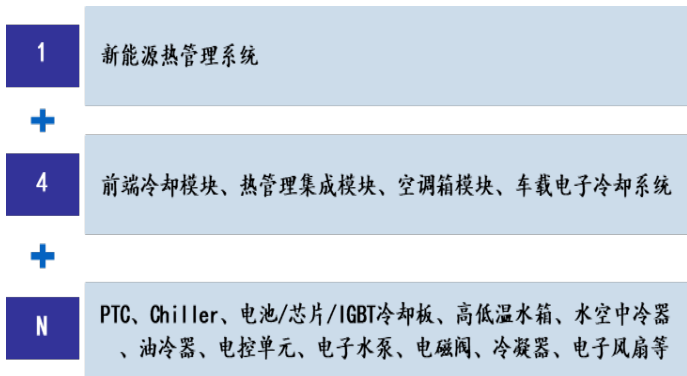 1
新能源热管理系统
+
4
前端冷却模块、热管理集成模块、空调箱模块、车载电子冷却系统
+
N
PTC、Chiller、电池/芯片/IGBT冷却板、高低温水箱、水空中冷器
、油冷器、电控单元、电子水泵、电磁阀、冷凝器、电子风扇等